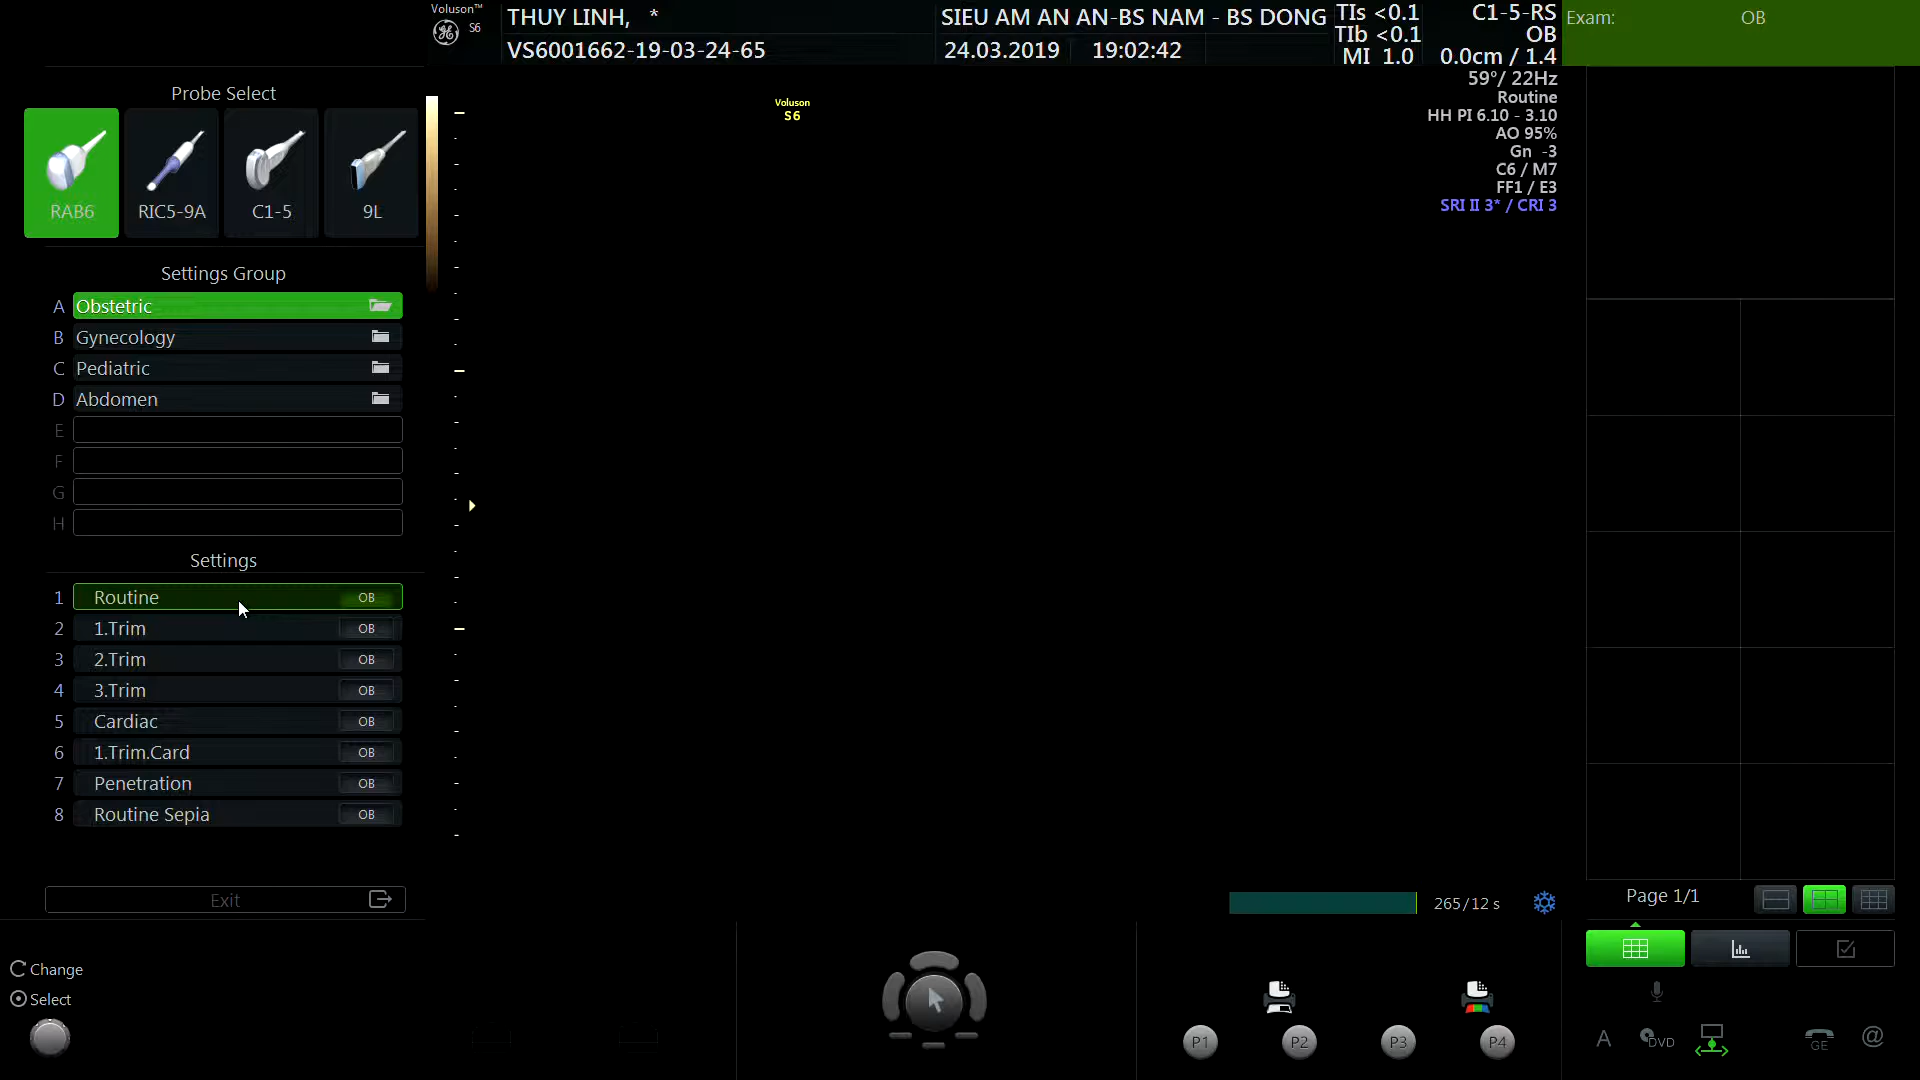 Voluson™
S6
THUY LINH, *
SIEU AM AN AN-BS NAM - BS DONG
TIs <0.1
C1-5-RS
TIb <0.1
OB
VS6001662-19-03-24-65
24.03.2019
19:02:42
MI 1.0
0.0cm / 1.4
Exam:
OB
59°/ 22Hz
Routine
HH PI 6.10 - 3.10
AO 95%
Gn -3
C6 / M7
FF1 / E3
SRI II 3* / CRI 3
Voluson
S6
Probe Select
RAB6
RIC5-9A
C1-5
9L
Settings Group
A Obstetric
B Gynecology
C Pediatric
D Abdomen
E
F
G
H
Settings
1 Routine OB
2 1.Trim OB
3 2.Trim OB
4 3.Trim OB
5 Cardiac OB
6 1.Trim.Card OB
7 Penetration OB
8 Routine Sepia OB
Exit
265/12 s
Page 1/1
Change
Select
P1
P2
P3
P4
A
DVD
GE
@